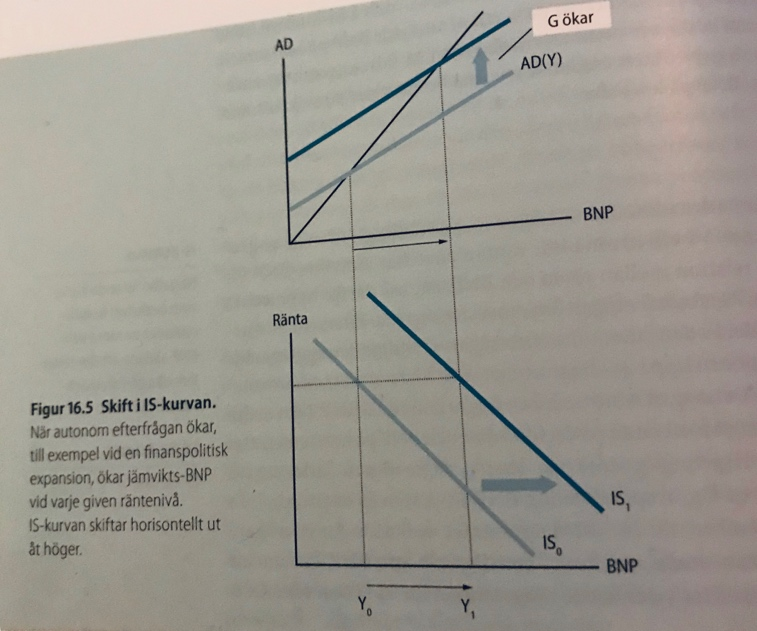 AD
G ökar
AD(Y)
BNP
Ränta
Figur 16.5 Skift i IS-kurvan.
När autonom efterfrågan ökar,
till exempel vid en finanspolitisk
expansion, ökar jämvikts-BNP
vid varje given räntenivå.
IS-kurvan skiftar horisontellt ut
åt höger.
IS₁
IS₀
BNP
Y₀
Y₁